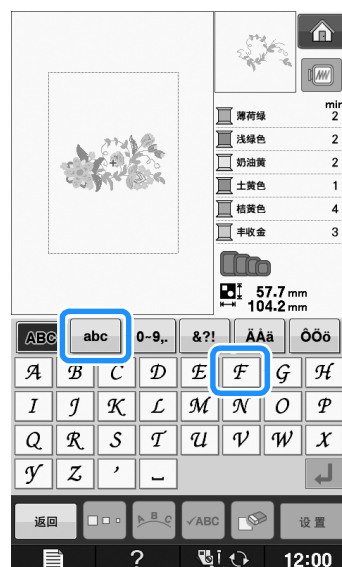 min
薄荷绿 2
浅绿色 2
奶油黄 2
土黄色 1
桔黄色 4
丰收金 3
57.7 mm
104.2 mm
ABC abc 0~9,. &?! ÄÅä ÔÖö
A B C D E F G H
I J K L M N O P
Q R S T U V W X
Y Z ’ ⎵
返回 A B C ✓ABC 设置
? 12:00